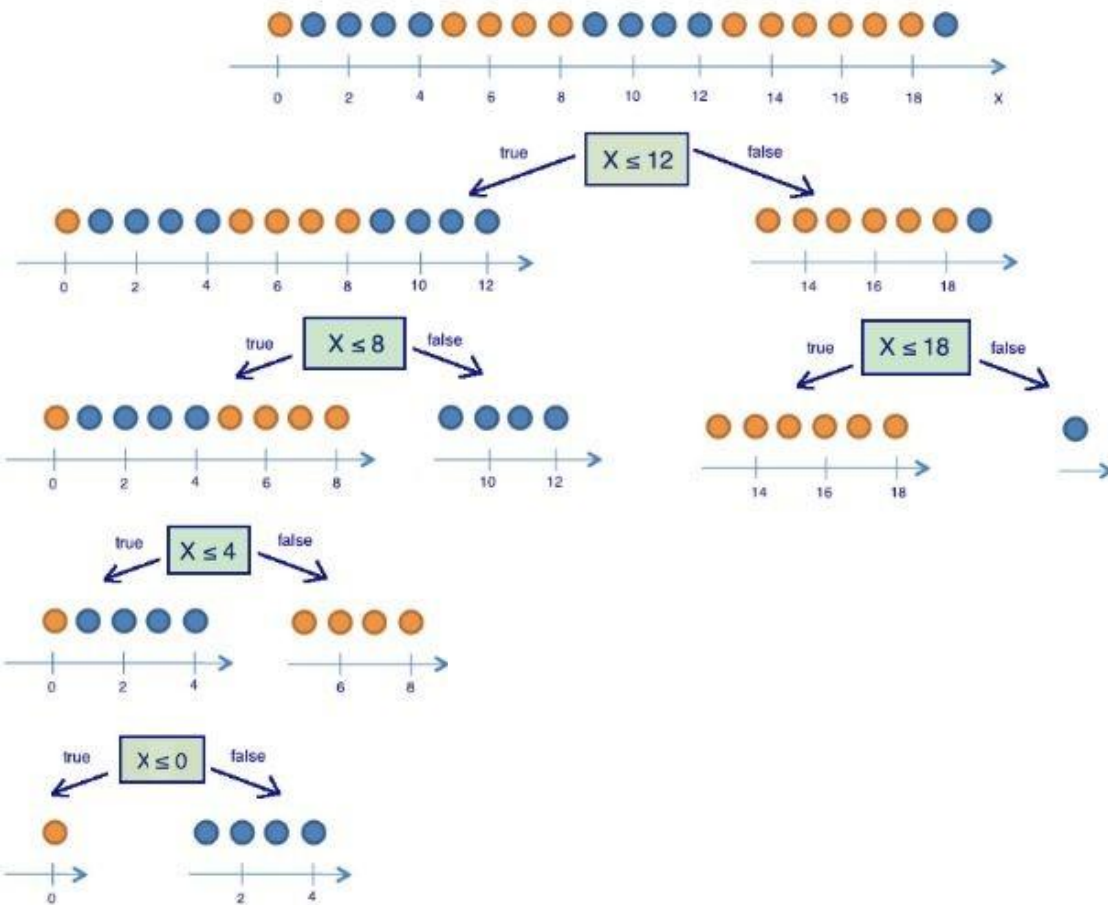 0 2 4 6 8 10 12 14 16 18 X
true X ≤ 12 false
0 2 4 6 8 10 12 14 16 18
true X ≤ 8 false true X ≤ 18 false
0 2 4 6 8 10 12 14 16 18
true X ≤ 4 false
0 2 4 6 8
true X ≤ 0 false
0 2 4